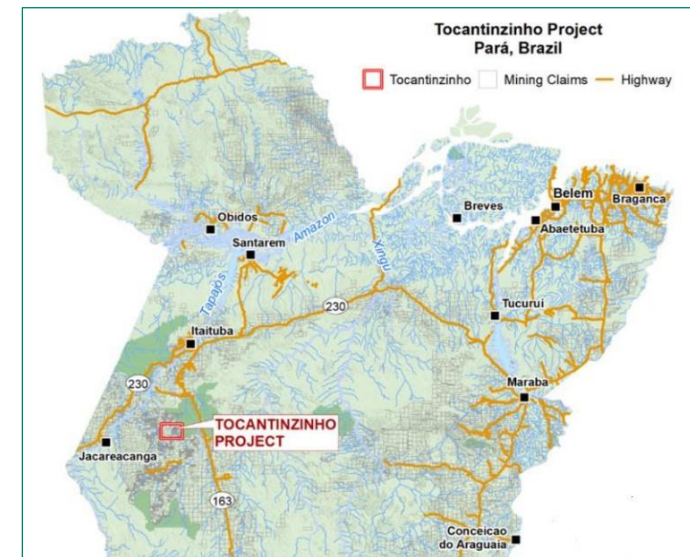 Tocantinzinho Project
Pará, Brazil
Tocantinzinho
Mining Claims
Highway
Obidos
Santarem
Amazon
Xingu
Tapajós
Breves
Belem
Braganca
Abaetetuba
Tucurui
230
Itaituba
230
Maraba
TOCANTINZINHO
PROJECT
Jacareacanga
163
Conceicao
do Araguaia